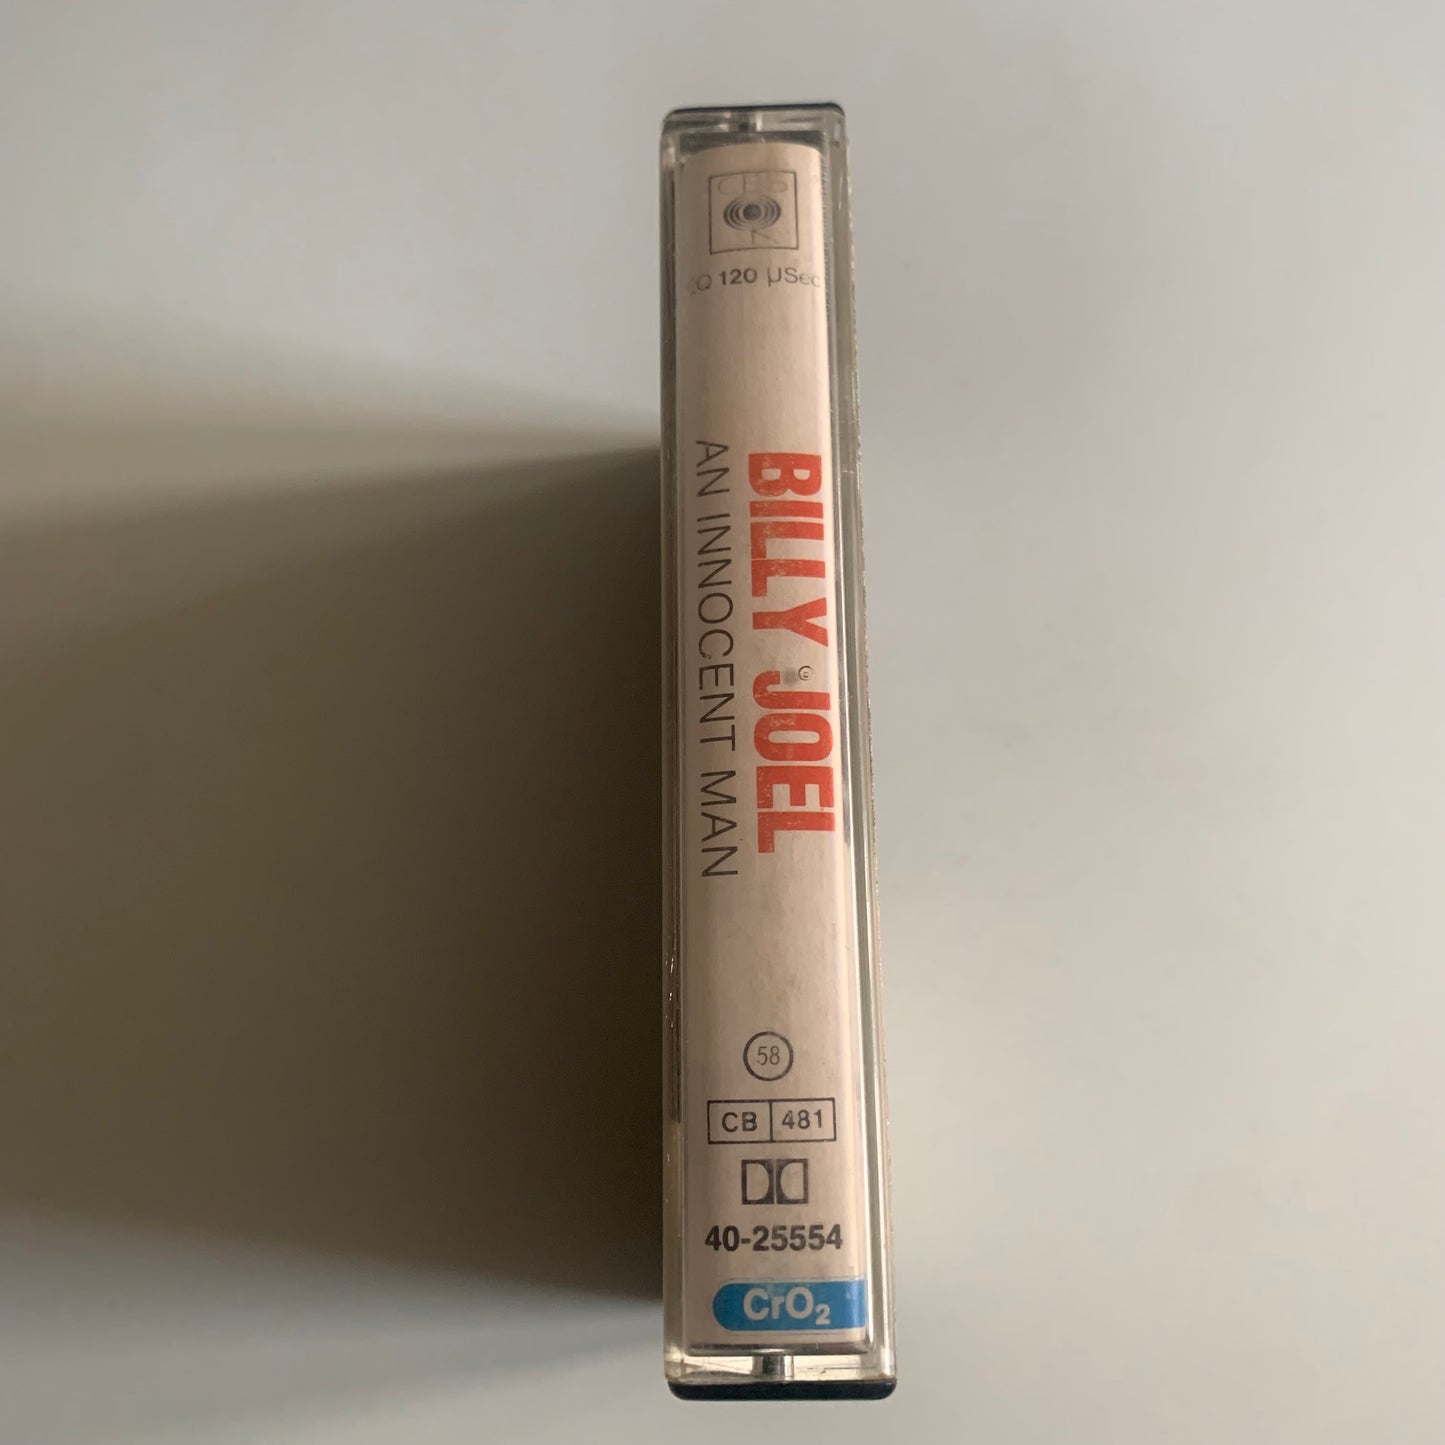 CBS
EQ 120 µSec
BILLY JOEL
AN INNOCENT MAN
58
CB 481
40-25554
CrO₂